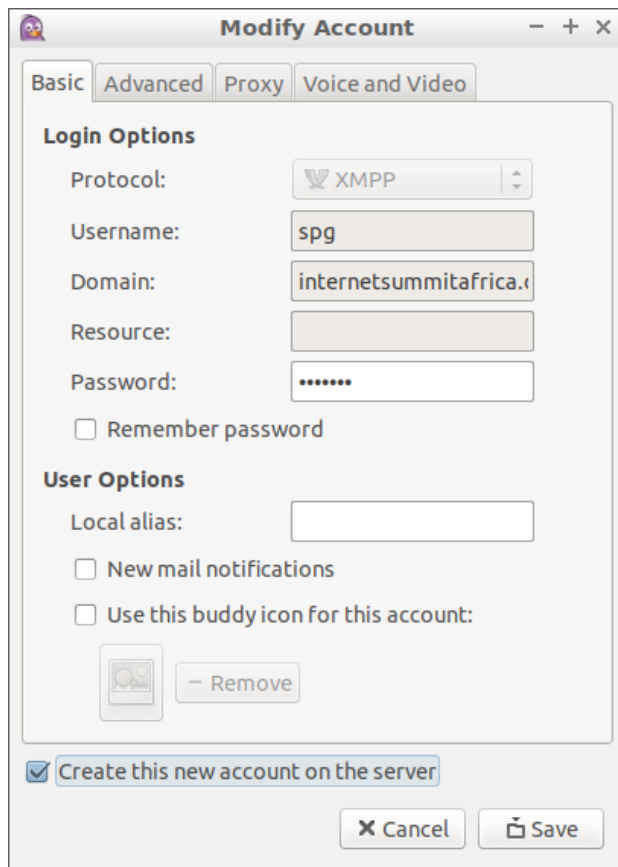 Modify Account
Basic Advanced Proxy Voice and Video
Login Options
Protocol: XMPP
Username: spg
Domain: internetsummitafrica.
Resource:
Password: •••••••
Remember password
User Options
Local alias:
New mail notifications
Use this buddy icon for this account:
Remove
Create this new account on the server
Cancel Save